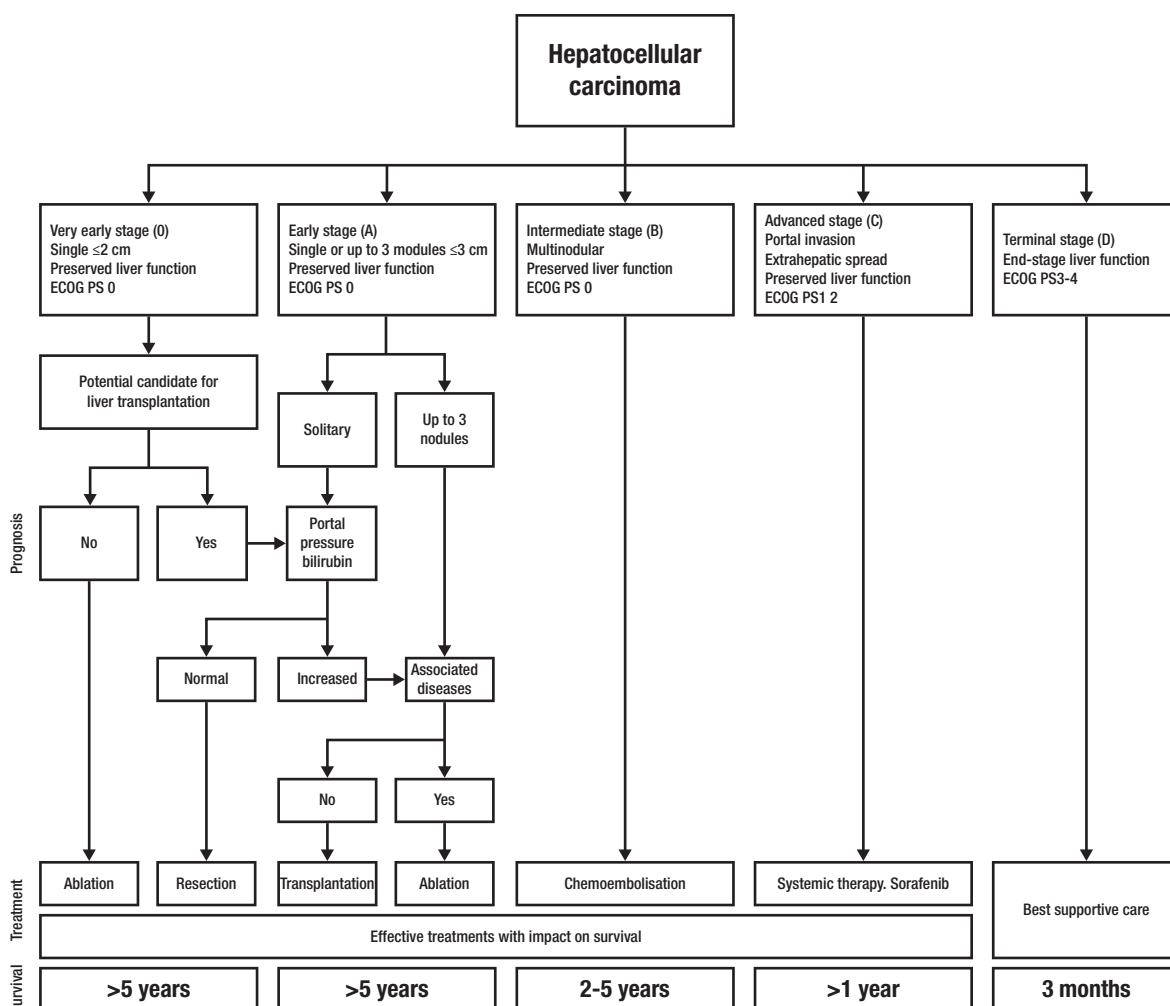 Hepatocellular
carcinoma
Very early stage (0)
Single ≤2 cm
Preserved liver function
ECOG PS 0
Early stage (A)
Single or up to 3 modules ≤3 cm
Preserved liver function
ECOG PS 0
Intermediate stage (B)
Multinodular
Preserved liver function
ECOG PS 0
Advanced stage (C)
Portal invasion
Extrahepatic spread
Preserved liver function
ECOG PS1 2
Terminal stage (D)
End-stage liver function
ECOG PS3-4
Potential candidate for
liver transplantation
Solitary
Up to 3
nodules
Prognosis
No
Yes
Portal
pressure
bilirubin
Normal
Increased
Associated
diseases
No
Yes
Treatment
Ablation
Resection
Transplantation
Ablation
Chemoembolisation
Systemic therapy. Sorafenib
Best supportive care
Effective treatments with impact on survival
>5 years
>5 years
2-5 years
>1 year
3 months